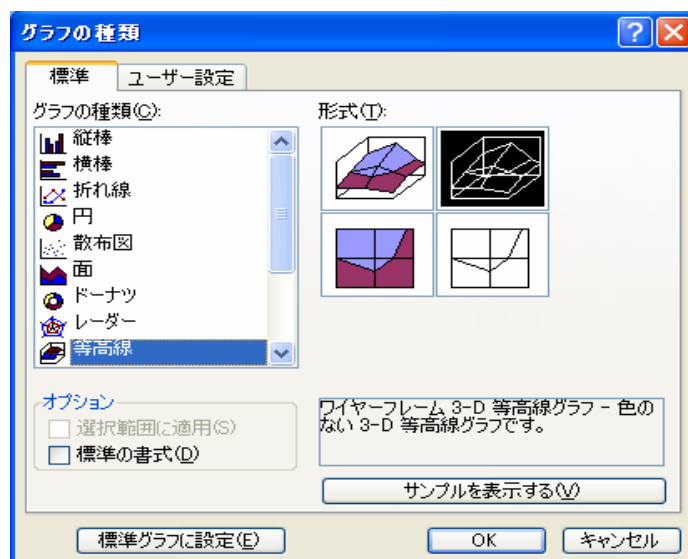 グラフの種類
標準
ユーザー設定
グラフの種類(C):
縦棒
横棒
折れ線
円
散布図
面
ドーナツ
レーダー
等高線
形式(T):
オプション
選択範囲に適用(S)
標準の書式(D)
ワイヤーフレーム 3-D 等高線グラフ - 色の
ない 3-D 等高線グラフです。
サンプルを表示する(V)
標準グラフに設定(E)
OK
キャンセル